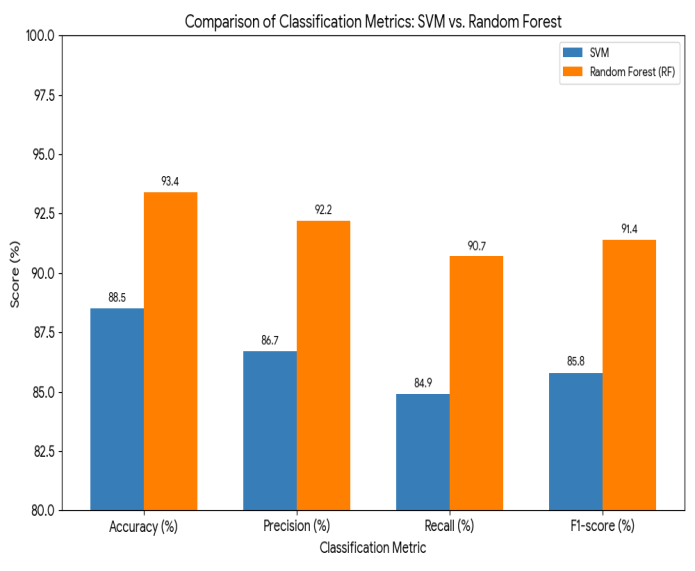 Comparison of Classification Metrics: SVM vs. Random Forest
SVM
Random Forest (RF)
Score (%)
100.0
97.5
95.0
92.5
90.0
87.5
85.0
82.5
80.0
88.5
93.4
86.7
92.2
84.9
90.7
85.8
91.4
Accuracy (%)
Precision (%)
Recall (%)
F1-score (%)
Classification Metric